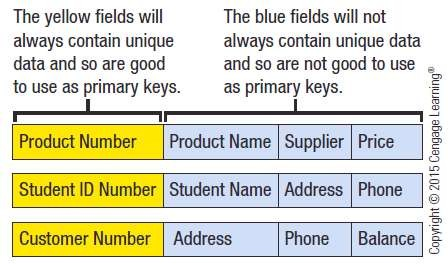 The yellow fields will
always contain unique
data and so are good
to use as primary keys.
The blue fields will not
always contain unique data
and so are not good to use
as primary keys.
Product Number Product Name Supplier Price
Student ID Number Student Name Address Phone
Customer Number Address Phone Balance
Copyright © 2015 Cengage Learning®